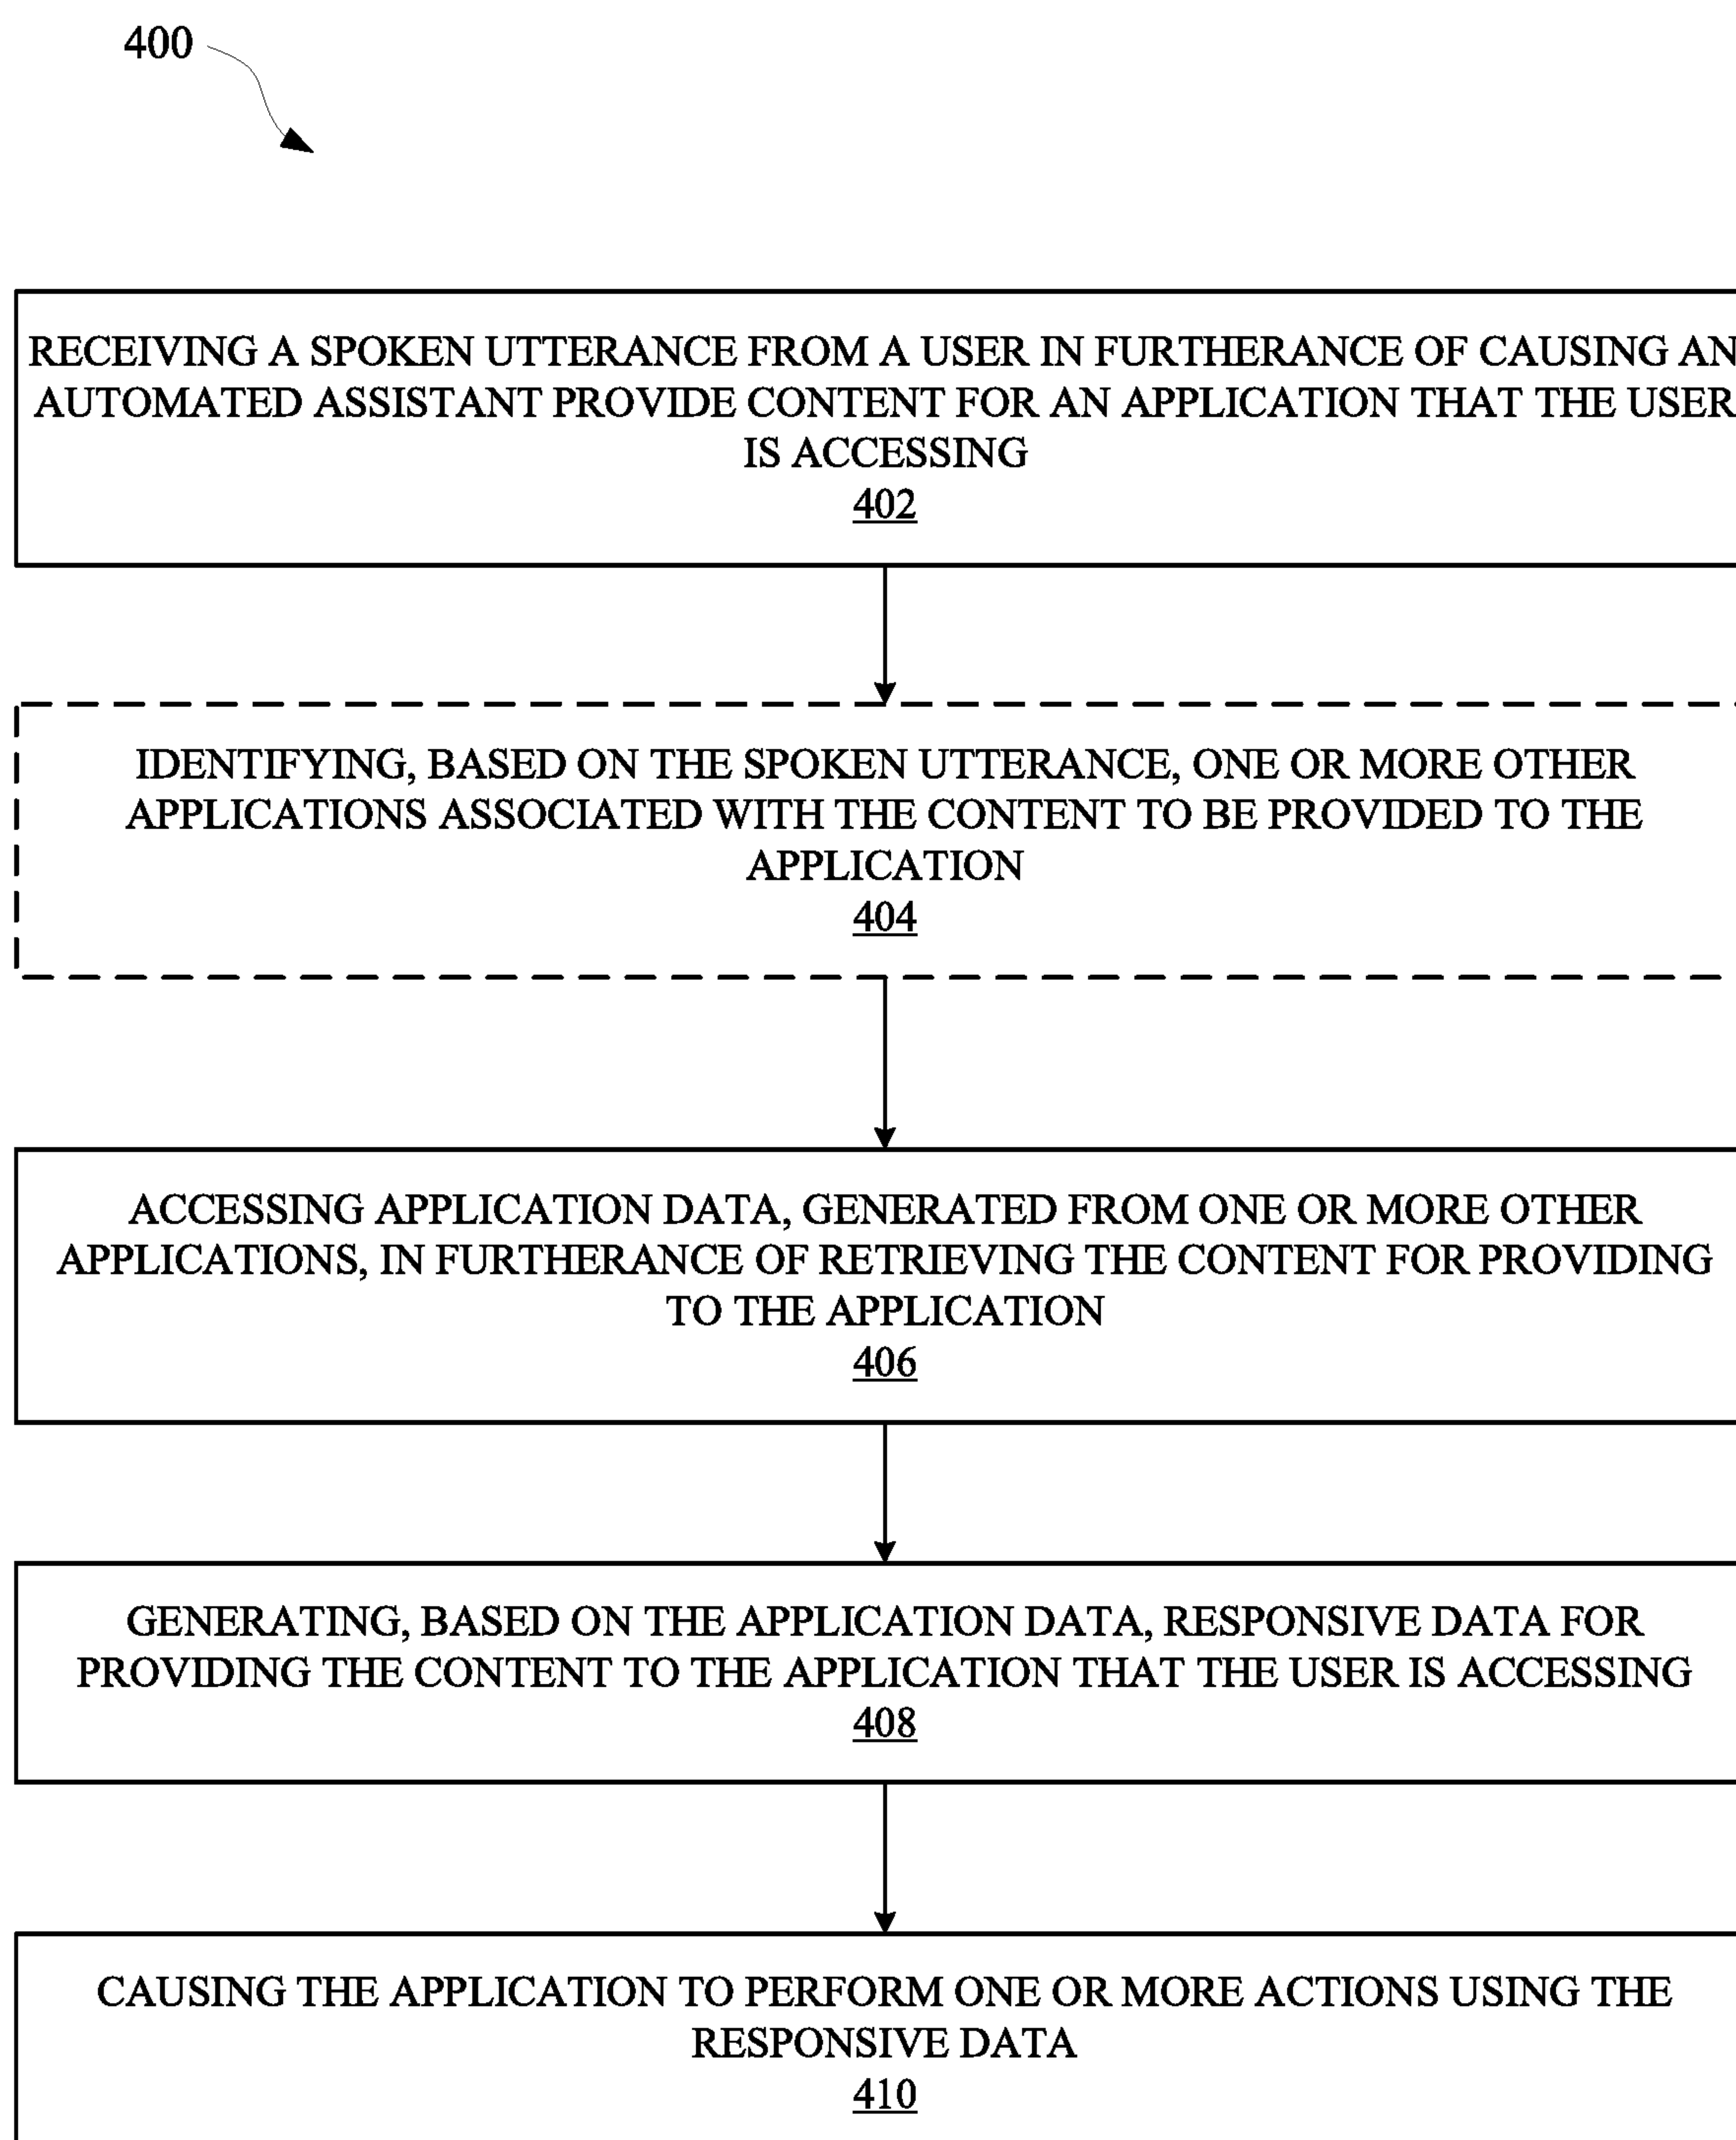 400
RECEIVING A SPOKEN UTTERANCE FROM A USER IN FURTHERANCE OF CAUSING AN
AUTOMATED ASSISTANT PROVIDE CONTENT FOR AN APPLICATION THAT THE USER
IS ACCESSING
402
IDENTIFYING, BASED ON THE SPOKEN UTTERANCE, ONE OR MORE OTHER
APPLICATIONS ASSOCIATED WITH THE CONTENT TO BE PROVIDED TO THE
APPLICATION
404
ACCESSING APPLICATION DATA, GENERATED FROM ONE OR MORE OTHER
APPLICATIONS, IN FURTHERANCE OF RETRIEVING THE CONTENT FOR PROVIDING
TO THE APPLICATION
406
GENERATING, BASED ON THE APPLICATION DATA, RESPONSIVE DATA FOR
PROVIDING THE CONTENT TO THE APPLICATION THAT THE USER IS ACCESSING
408
CAUSING THE APPLICATION TO PERFORM ONE OR MORE ACTIONS USING THE
RESPONSIVE DATA
410